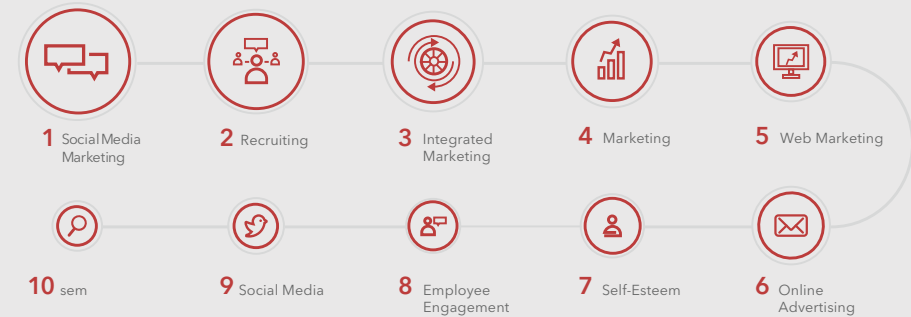 1 Social Media
Marketing
2 Recruiting
3 Integrated
Marketing
4 Marketing
5 Web Marketing
10 sem
9 Social Media
8 Employee
Engagement
7 Self-Esteem
6 Online
Advertising